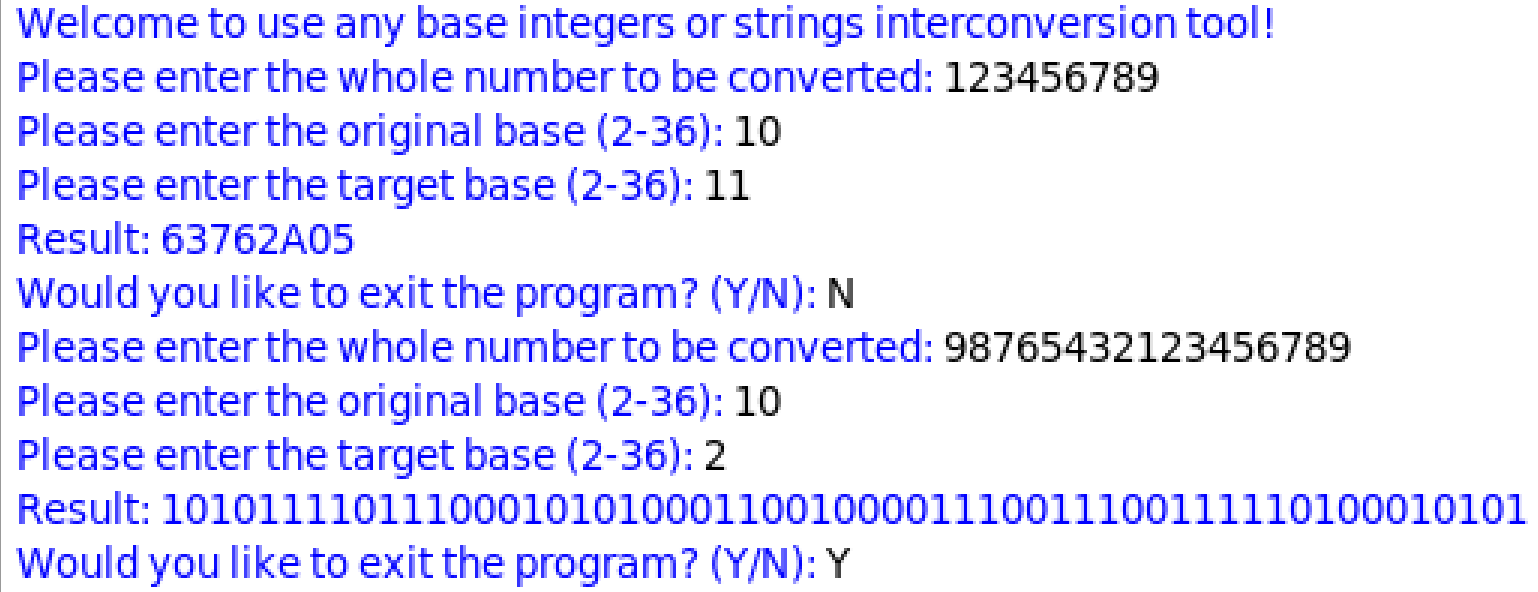 Welcome to use any base integers or strings interconversion tool!
Please enter the whole number to be converted: 123456789
Please enter the original base (2-36): 10
Please enter the target base (2-36): 11
Result: 63762A05
Would you like to exit the program? (Y/N): N
Please enter the whole number to be converted: 98765432123456789
Please enter the original base (2-36): 10
Please enter the target base (2-36): 2
Result: 101011110111000101010001100100001110011100111110100010101
Would you like to exit the program? (Y/N): Y